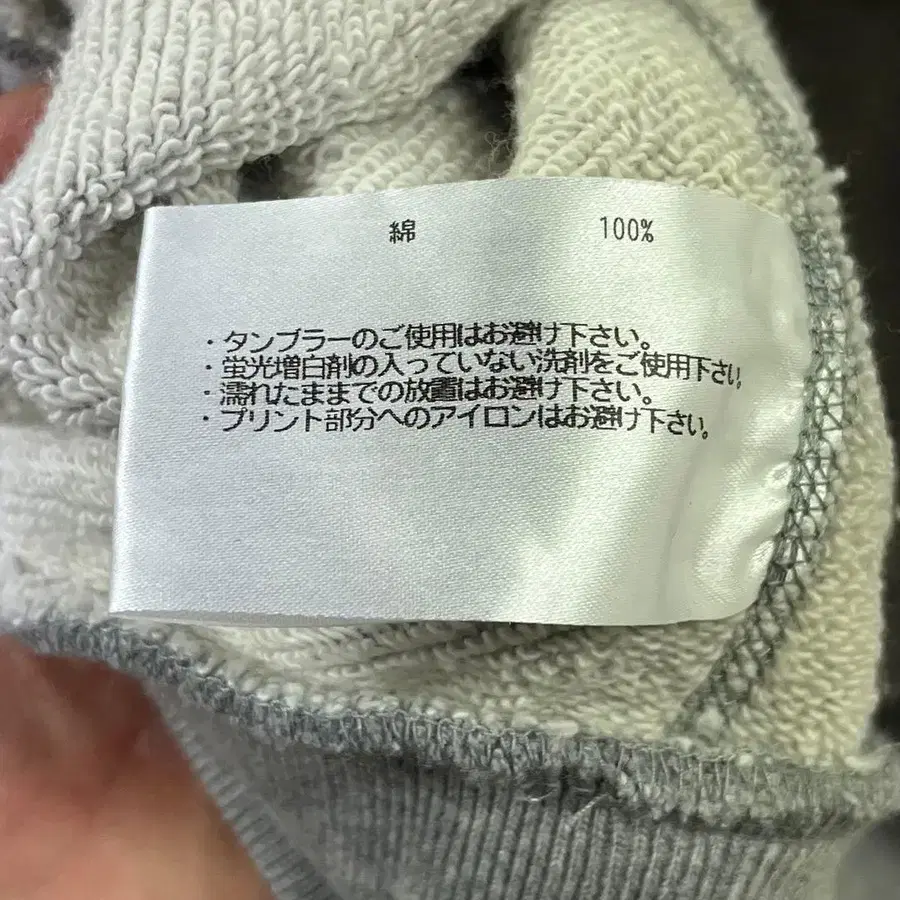 綿 100%
・タンブラーのご使用はお避け下さい。
・蛍光増白剤の入っていない洗剤をご使用下さい。
・濡れたままでの放置はお避け下さい。
・プリント部分へのアイロンはお避け下さい。